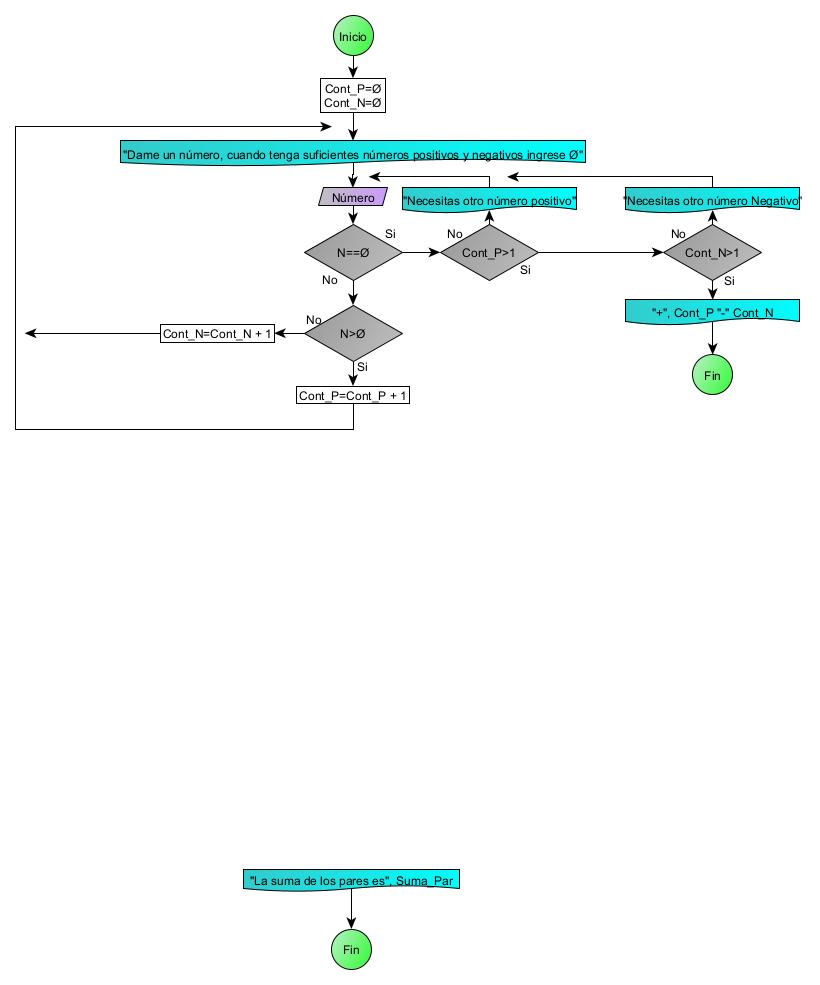 Inicio
Cont_P=Ø
Cont_N=Ø
"Dame un número, cuando tenga suficientes números positivos y negativos ingrese Ø"
Número
"Necesitas otro número positivo"
"Necesitas otro número Negativo"
N==Ø
Si
No
Cont_P>1
No
Si
Cont_N>1
No
Si
"+", Cont_P "-" Cont_N
Fin
N>Ø
No
Si
Cont_N=Cont_N + 1
Cont_P=Cont_P + 1
"La suma de los pares es", Suma_Par
Fin